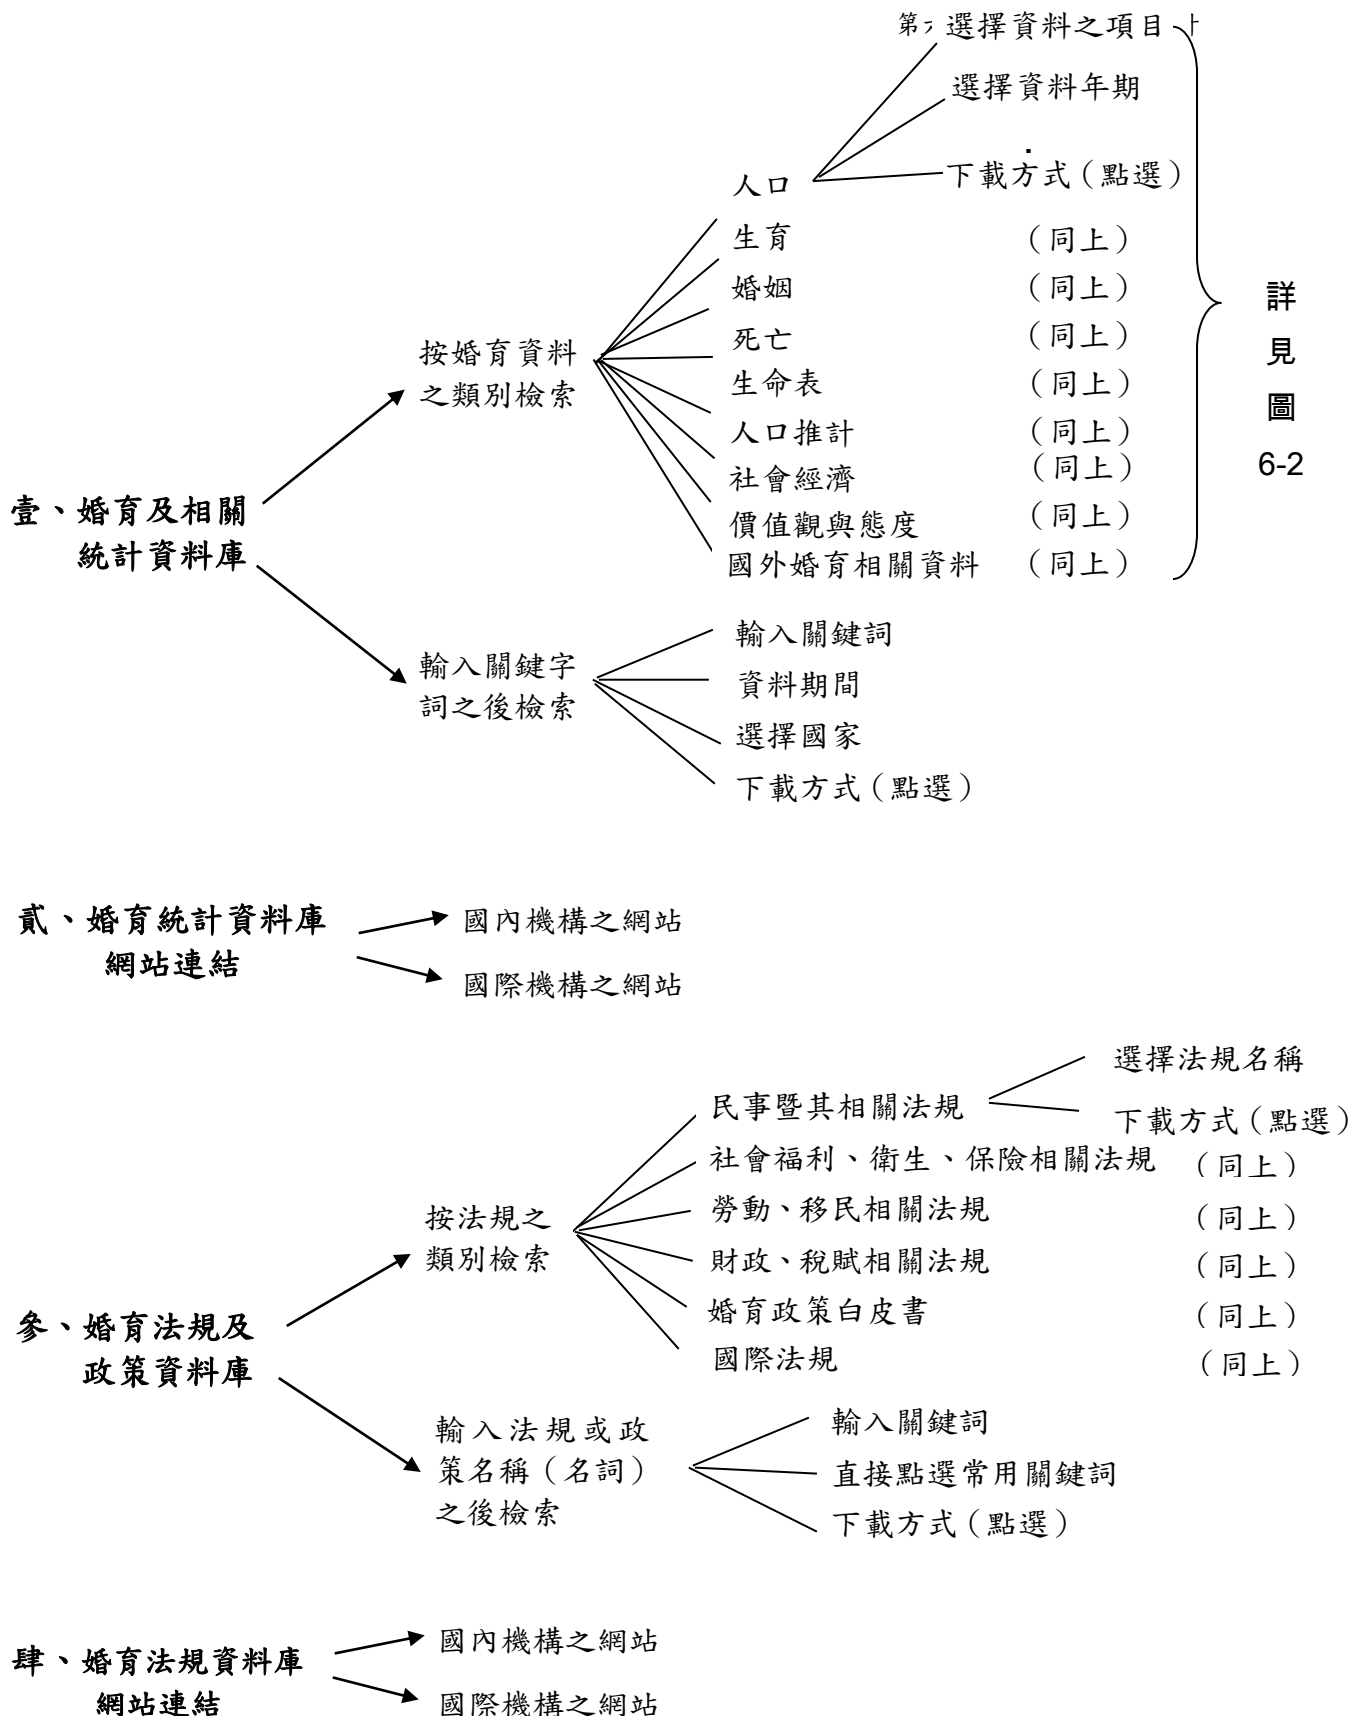 選擇資料之項目
選擇資料年期
下載方式（點選）
人口
生育 （同上）
婚姻 （同上）
死亡 （同上）
生命表 （同上）
人口推計 （同上）
社會經濟 （同上）
價值觀與態度 （同上）
國外婚育相關資料 （同上）
詳
見
圖
6-2
按婚育資料
之類別檢索
壹、婚育及相關
統計資料庫
輸入關鍵字
詞之後檢索
輸入關鍵詞
資料期間
選擇國家
下載方式（點選）
貳、婚育統計資料庫
網站連結
國內機構之網站
國際機構之網站
選擇法規名稱
下載方式（點選）
民事暨其相關法規
社會福利、衛生、保險相關法規 （同上）
勞動、移民相關法規 （同上）
財政、稅賦相關法規 （同上）
婚育政策白皮書 （同上）
國際法規 （同上）
按法規之
類別檢索
參、婚育法規及
政策資料庫
輸入法規或政
策名稱（名詞）
之後檢索
輸入關鍵詞
直接點選常用關鍵詞
下載方式（點選）
肆、婚育法規資料庫
網站連結
國內機構之網站
國際機構之網站